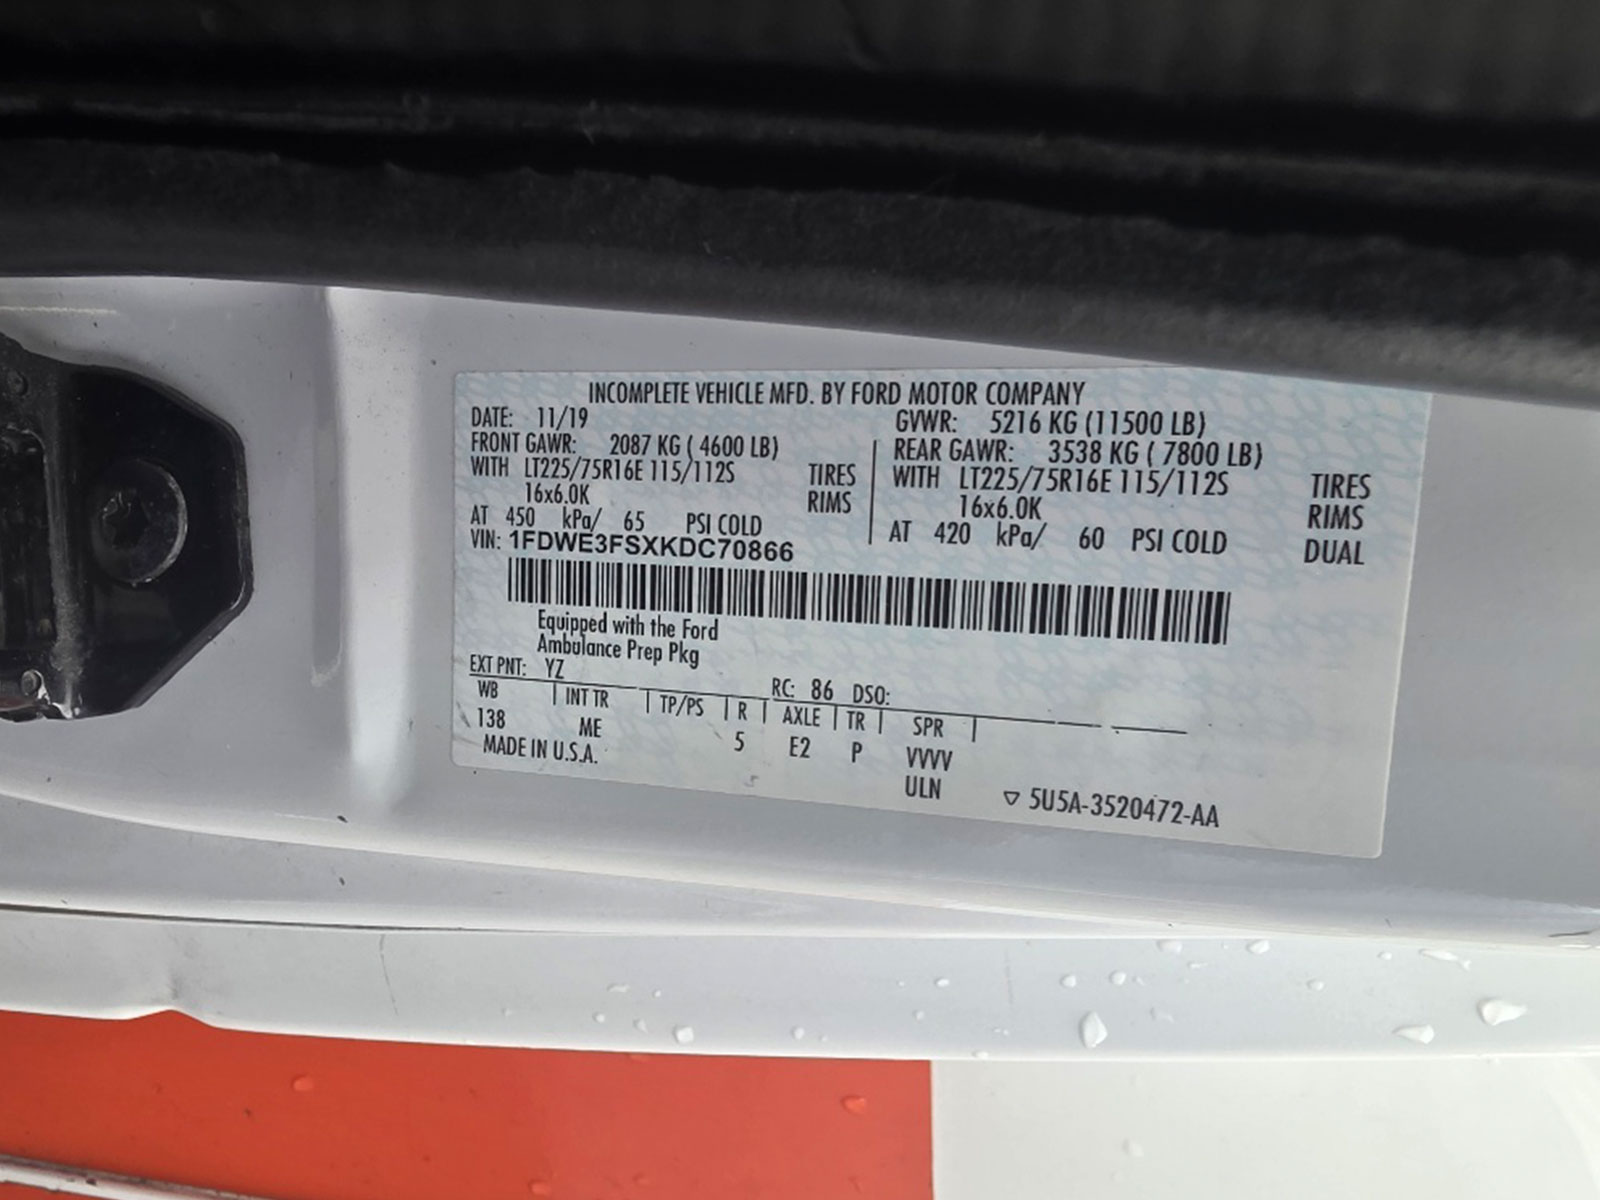 INCOMPLETE VEHICLE MFD. BY FORD MOTOR COMPANY
DATE: 11/19 GVWR: 5216 KG (11500 LB)
FRONT GAWR: 2087 KG ( 4600 LB) REAR GAWR: 3538 KG ( 7800 LB)
WITH LT225/75R16E 115/112S TIRES WITH LT225/75R16E 115/112S TIRES
16x6.0K RIMS 16x6.0K RIMS
AT 450 kPa/ 65 PSI COLD AT 420 kPa/ 60 PSI COLD DUAL
VIN: 1FDWE3FSXKDC70866
Equipped with the Ford
Ambulance Prep Pkg
EXT PNT: YZ RC: 86 DSO:
WB INT TR TP/PS R AXLE TR SPR
138 ME 5 E2 P VVVV
MADE IN U.S.A. ULN
▽ 5U5A-3520472-AA